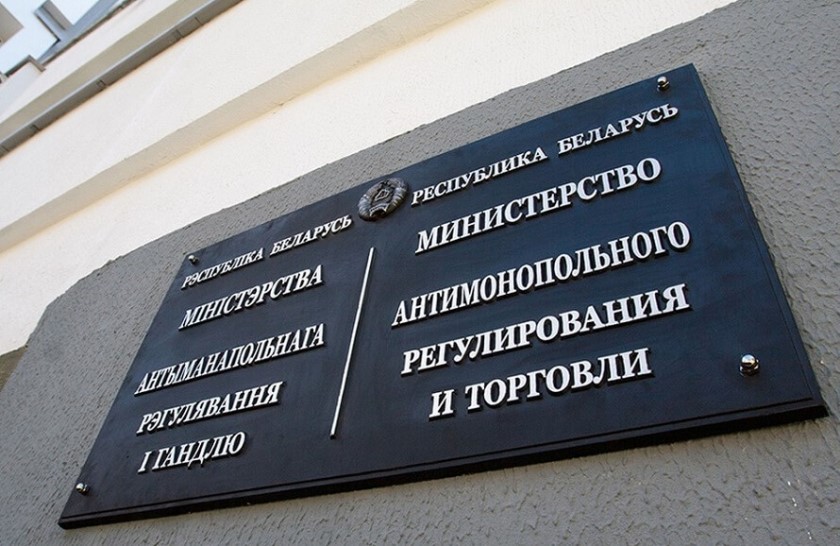 РЭСПУБЛІКА БЕЛАРУСЬ
МІНІСТЭРСТВА
АНТЫМАНАПОЛЬНАГА
РЭГУЛЯВАННЯ
І ГАНДЛЮ
РЕСПУБЛИКА БЕЛАРУСЬ
МИНИСТЕРСТВО
АНТИМОНОПОЛЬНОГО
РЕГУЛИРОВАНИЯ
И ТОРГОВЛИ